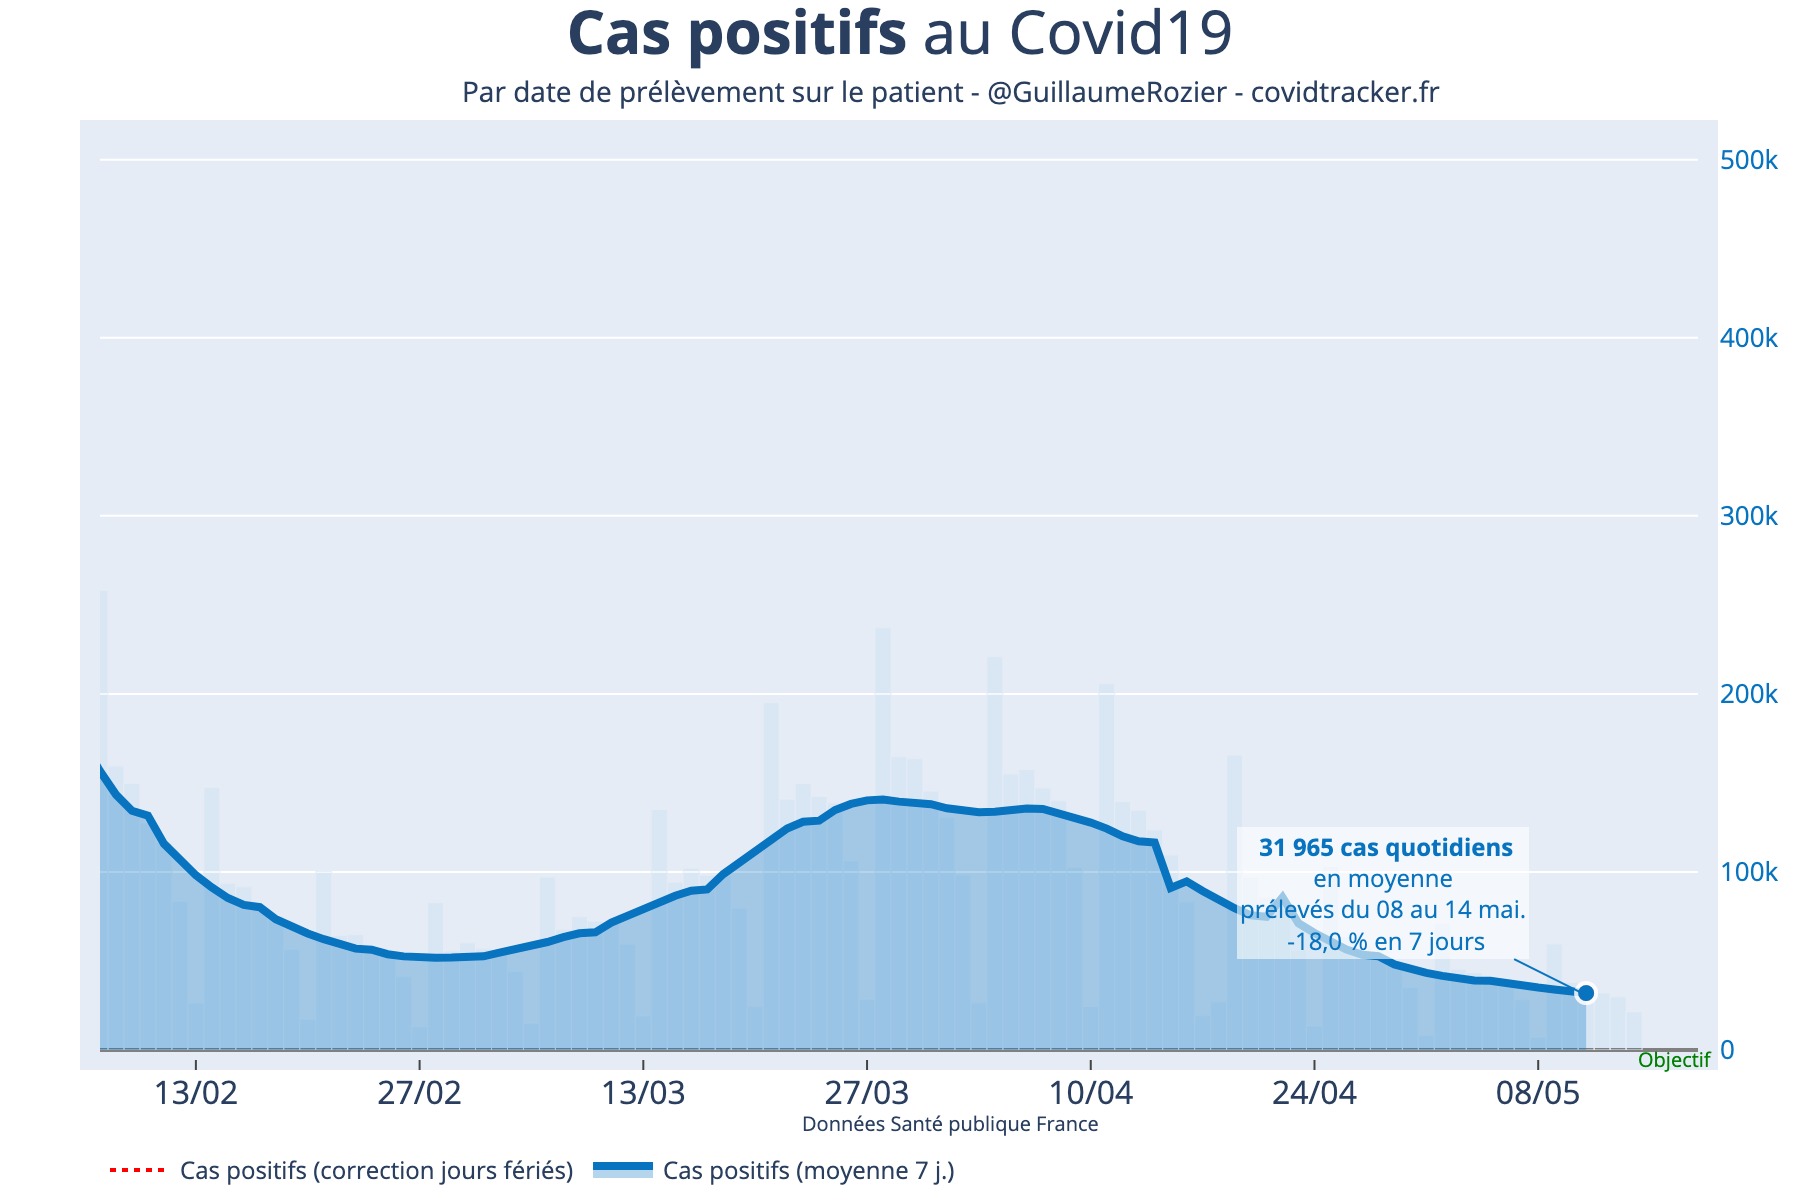 Cas positifs au Covid19
Par date de prélèvement sur le patient - @GuillaumeRozier - covidtracker.fr
500k
400k
300k
200k
100k
0
31 965 cas quotidiens
en moyenne
prélevés du 08 au 14 mai.
-18,0 % en 7 jours
Objectif
13/02 27/02 13/03 27/03 10/04 24/04 08/05
Données Santé publique France
Cas positifs (correction jours fériés) Cas positifs (moyenne 7 j.)